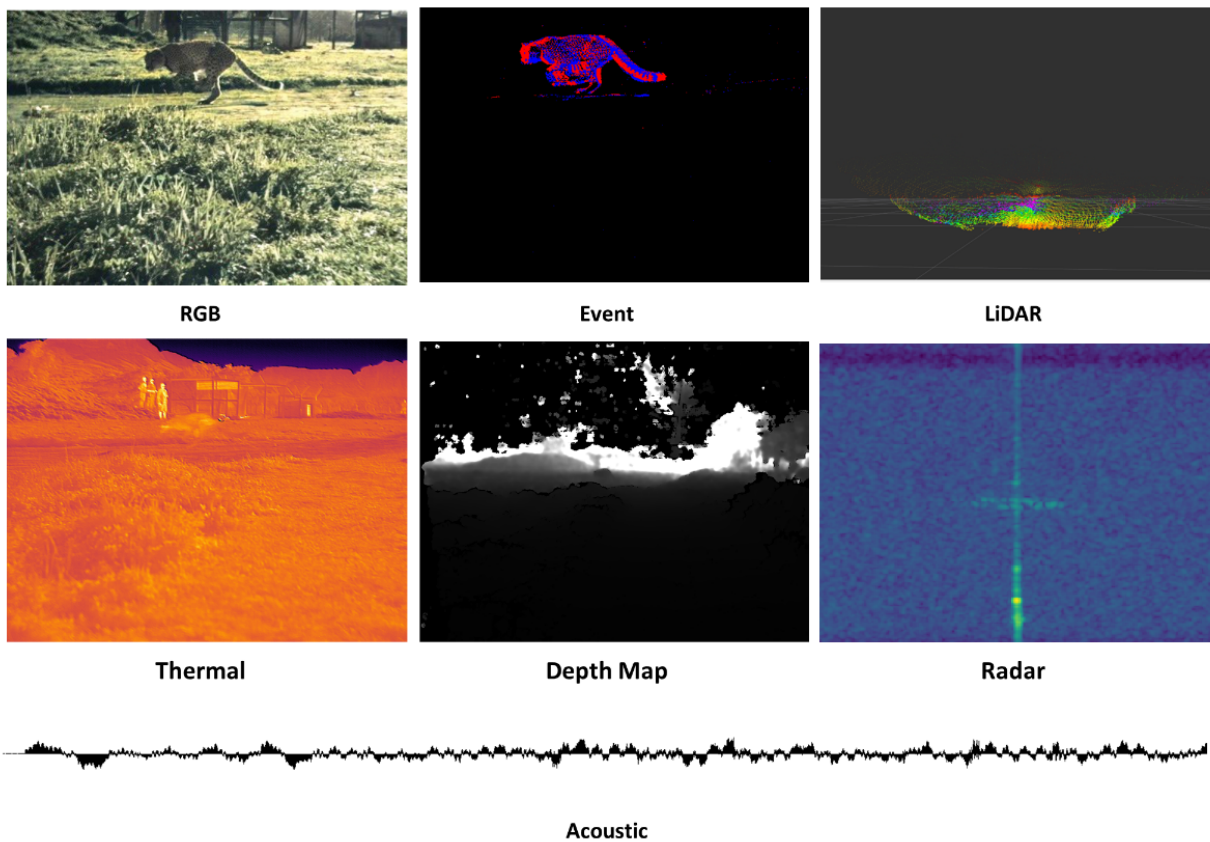 RGB
Event
LiDAR
Thermal
Depth Map
Radar
Acoustic